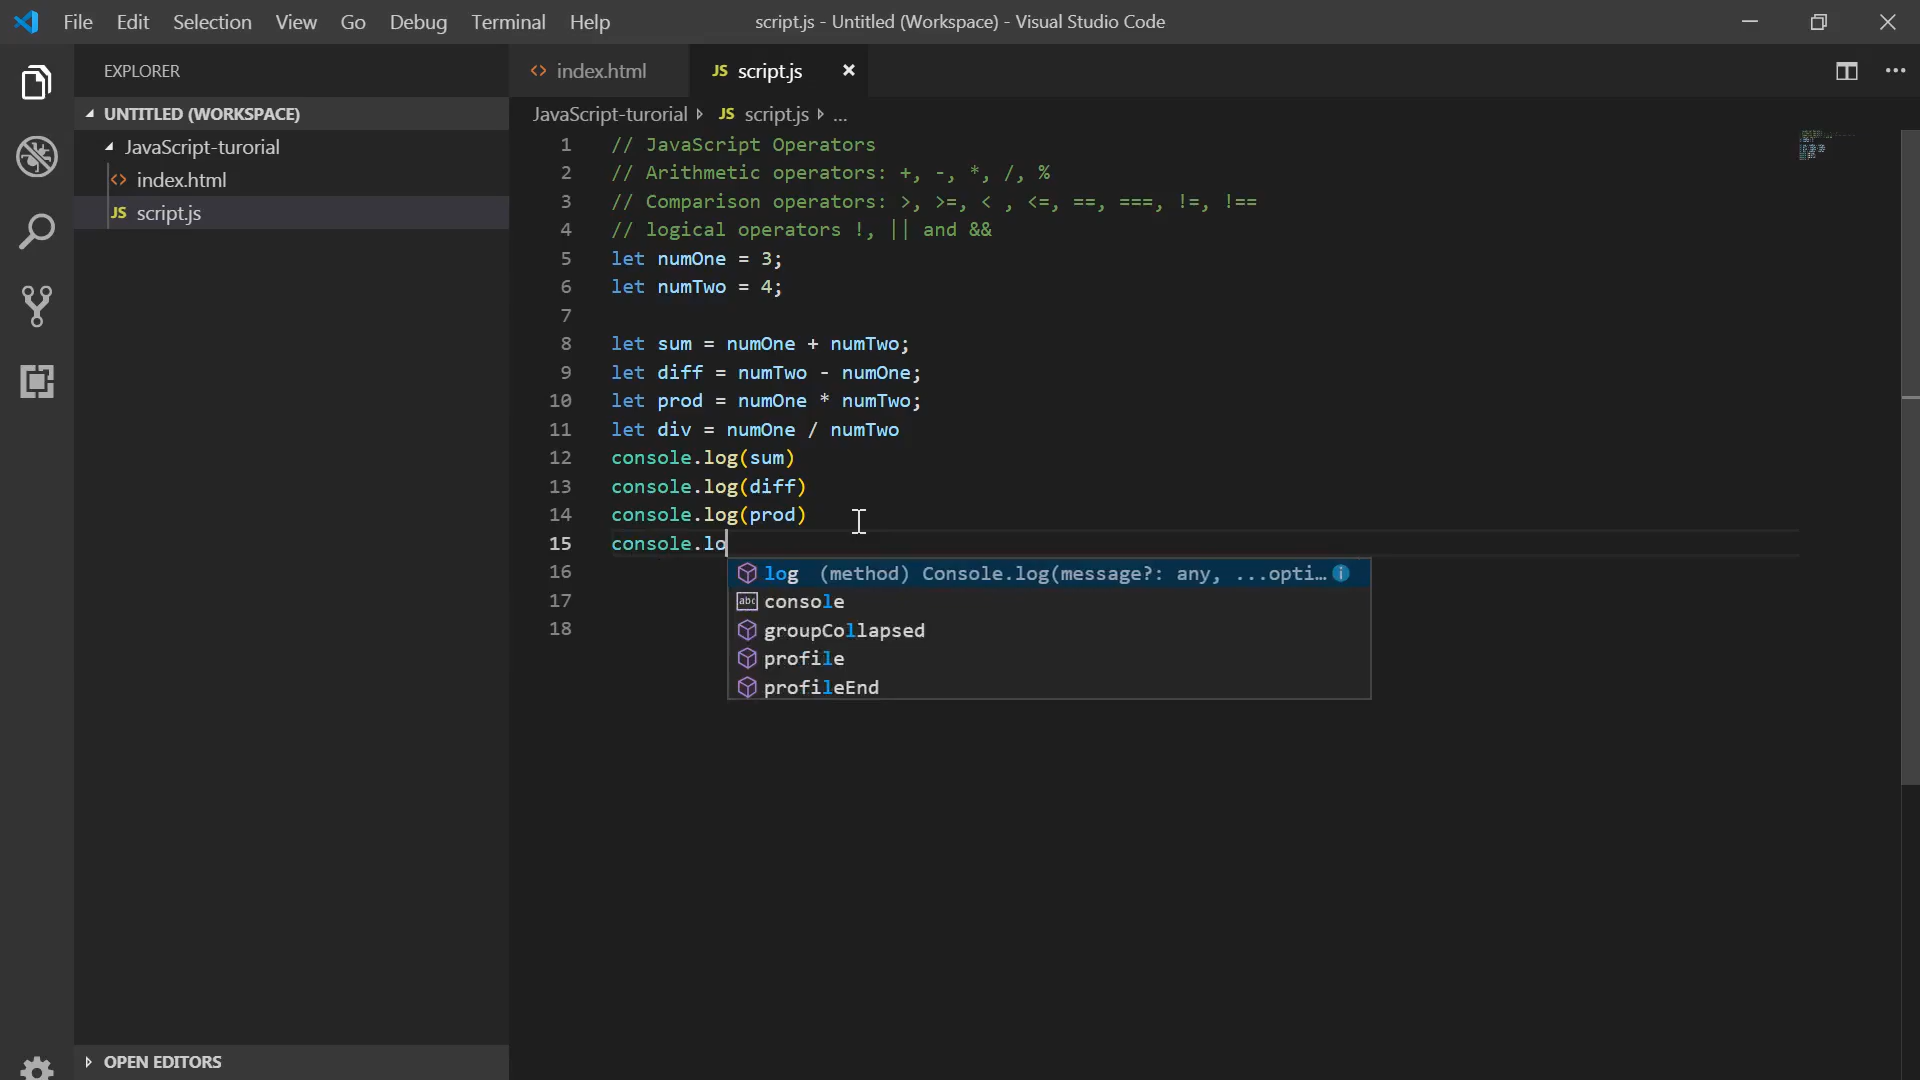 File Edit Selection View Go Debug Terminal Help
script.js - Untitled (Workspace) - Visual Studio Code
EXPLORER
UNTITLED (WORKSPACE)
JavaScript-turorial
<> index.html
JS script.js
OPEN EDITORS
<> index.html
JS script.js
JavaScript-turorial JS script.js ...
1 // JavaScript Operators
2 // Arithmetic operators: +, -, *, /, %
3 // Comparison operators: >, >=, < , <=, ==, ===, !=, !==
4 // logical operators !, || and &&
5 let numOne = 3;
6 let numTwo = 4;
7
8 let sum = numOne + numTwo;
9 let diff = numTwo - numOne;
10 let prod = numOne * numTwo;
11 let div = numOne / numTwo
12 console.log(sum)
13 console.log(diff)
14 console.log(prod)
15 console.lo
16
17
18
log (method) Console.log(message?: any, ...opti…
abc console
groupCollapsed
profile
profileEnd